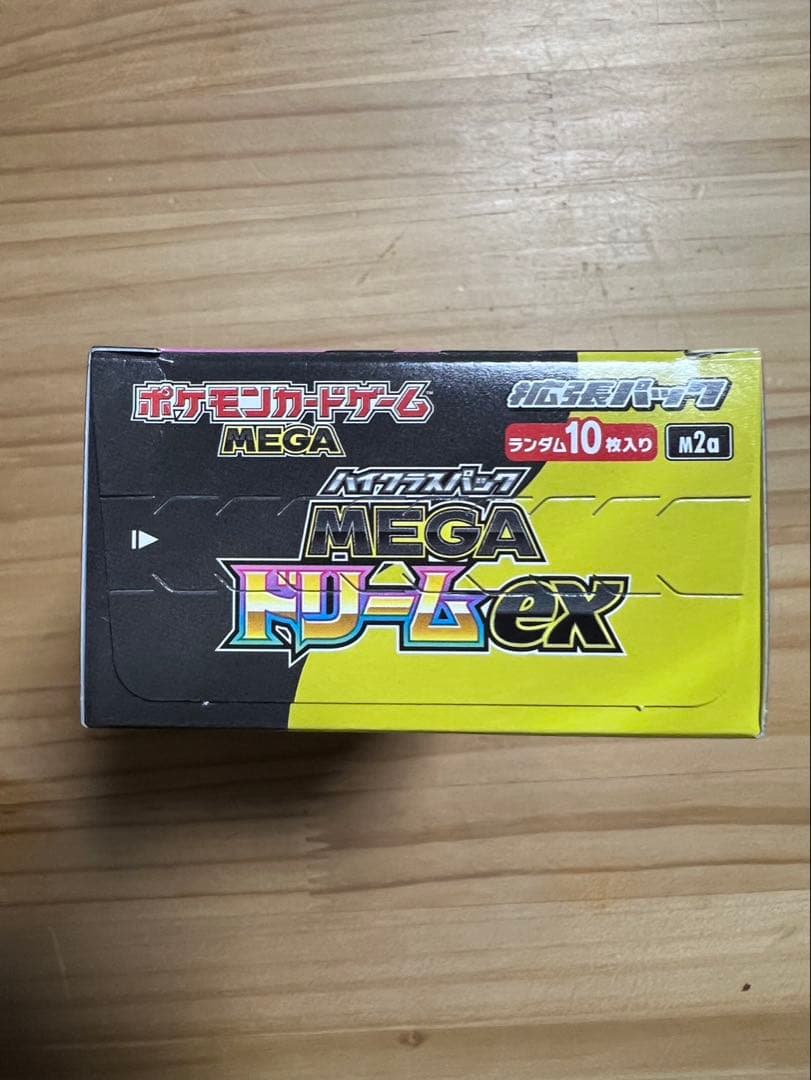 ポケモンカードゲーム
MEGA
拡張パック
ランダム10枚入り
M2a
ハイクラスパック
MEGA
ドリームex